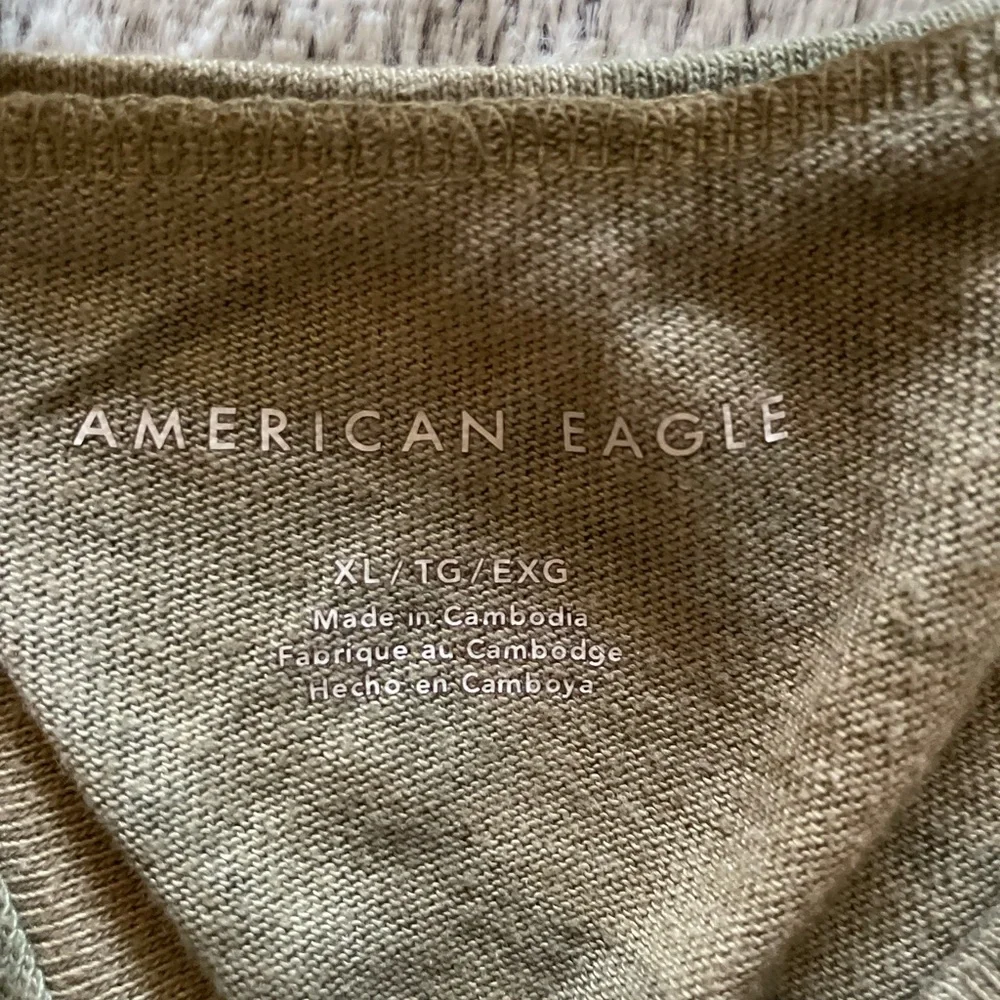 AMERICAN EAGLE
XL/TG/EXG
Made in Cambodia
Fabrique au Cambodge
Hecho en Camboya